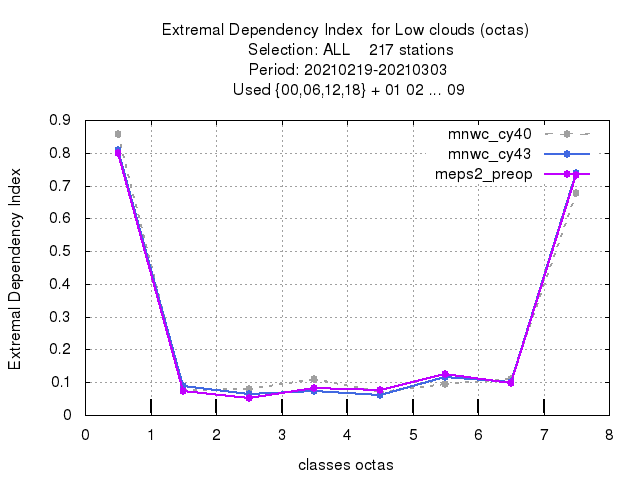 Extremal Dependency Index  for Low clouds (octas)
Selection: ALL    217 stations
Period: 20210219-20210303
Used {00,06,12,18} + 01 02 ... 09
mnwc_cy40
mnwc_cy43
meps2_preop
Extremal Dependency Index
0.9
0.8
0.7
0.6
0.5
0.4
0.3
0.2
0.1
0
0 1 2 3 4 5 6 7 8
classes octas